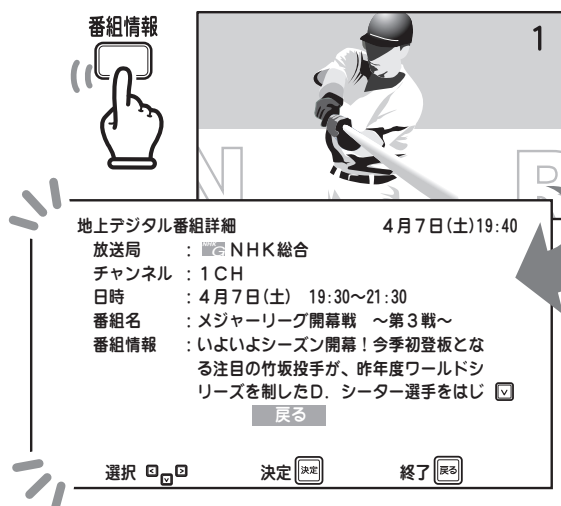 番組情報
1
N
地上デジタル番組詳細 4月7日(土)19:40
放送局 : NHK G NHK総合
チャンネル : 1CH
日時 : 4月7日(土) 19:30~21:30
番組名 : メジャーリーグ開幕戦 ~第3戦~
番組情報 : いよいよシーズン開幕!今季初登板とな
る注目の竹坂投手が、昨年度ワールドシ
リーズを制したD. シーター選手をはじ
戻る
選択 決定 決定 終了 戻る